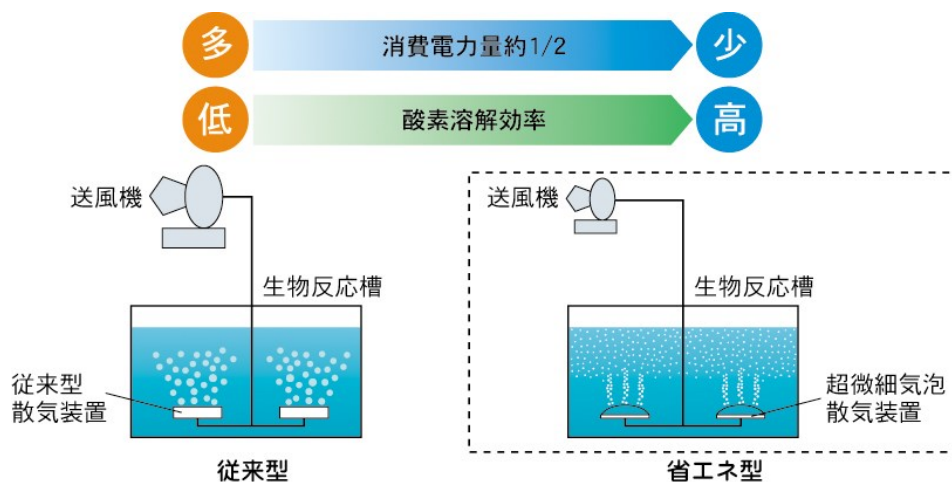 多 消費電力量約1/2 少
低 酸素溶解効率 高
送風機
生物反応槽
従来型
散気装置
従来型
送風機
生物反応槽
超微細気泡
散気装置
省エネ型